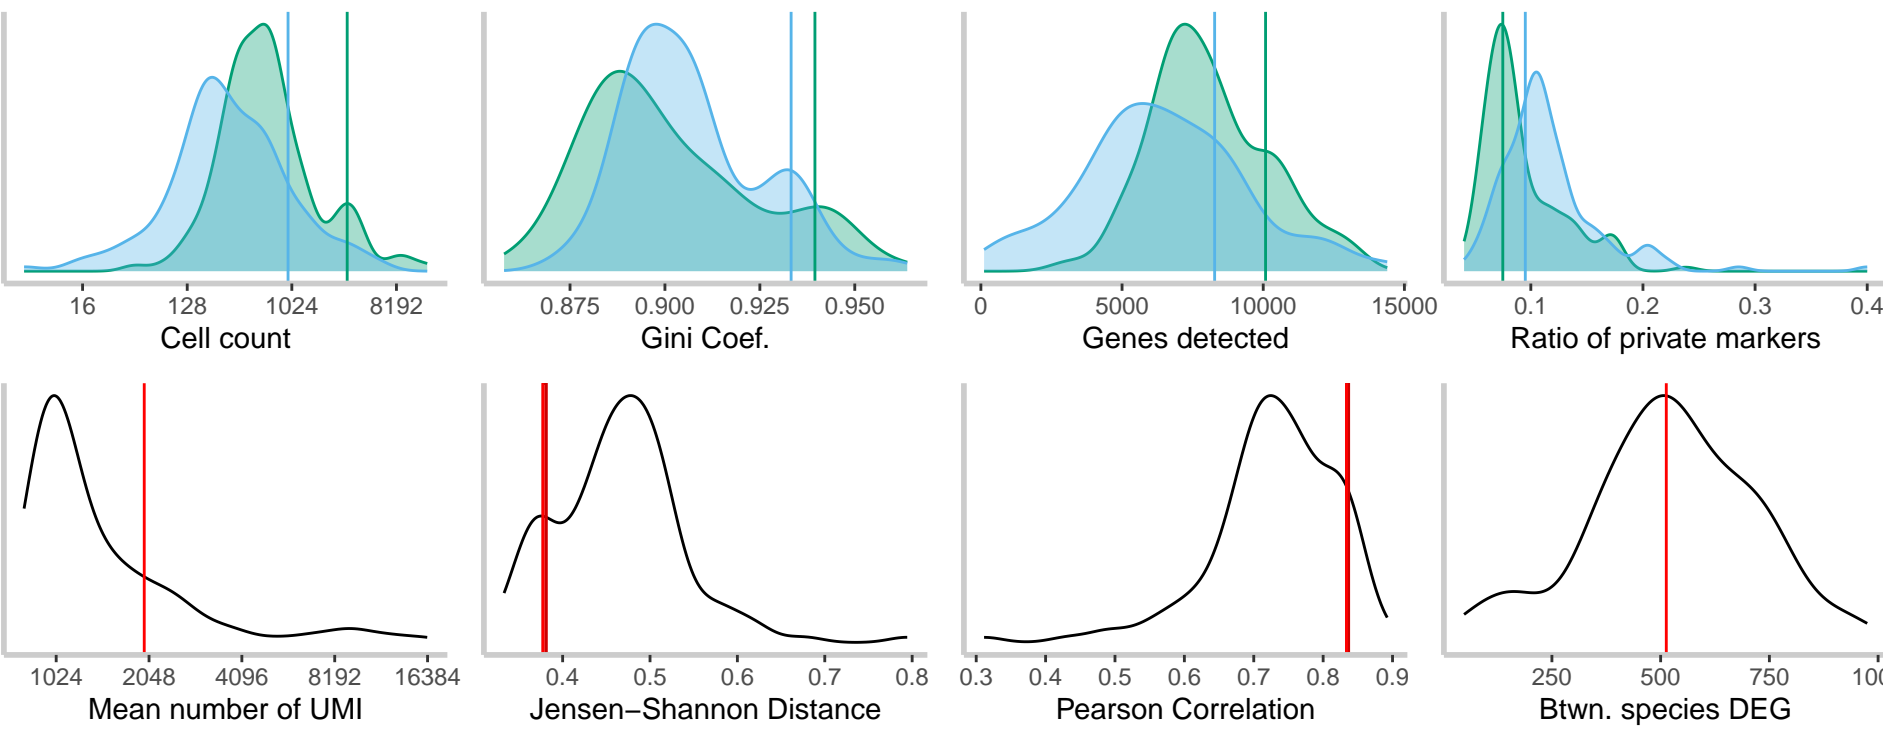 16 128 1024 8192
Cell count
0.875 0.900 0.925 0.950
Gini Coef.
0 5000 10000 15000
Genes detected
0.1 0.2 0.3 0.4
Ratio of private markers
1024 2048 4096 8192 16384
Mean number of UMI
0.4 0.5 0.6 0.7 0.8
Jensen−Shannon Distance
0.3 0.4 0.5 0.6 0.7 0.8 0.9
Pearson Correlation
250 500 750 100
Btwn. species DEG